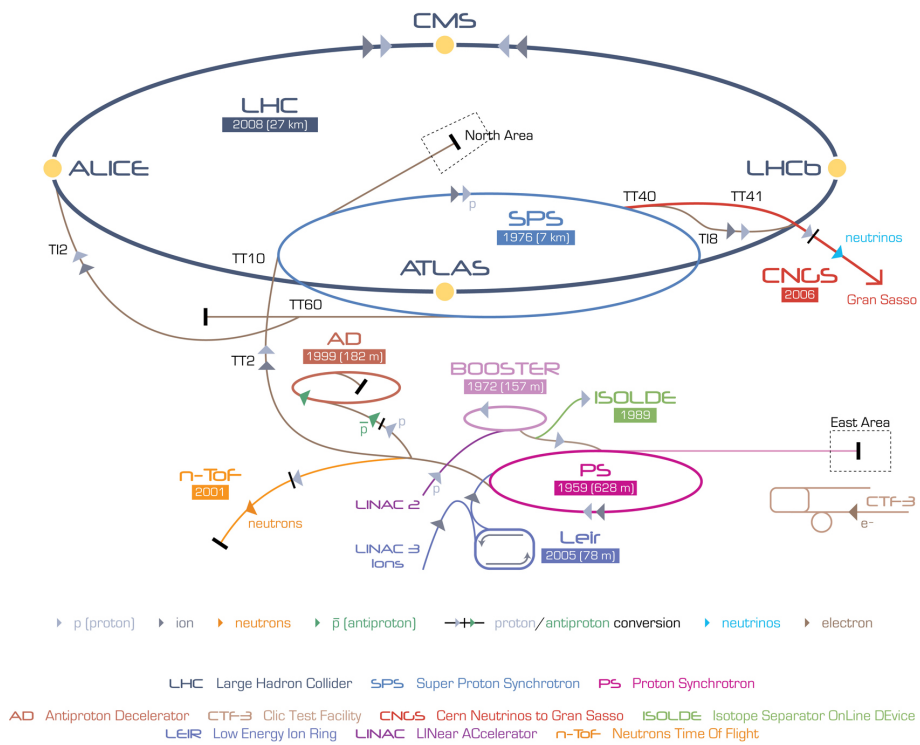 CMS
LHC
2008 (27 km)
North Area
ALICE
LHCb
TT40
TT41
p
SPS
1976 (7 km)
TI8
TI2
TT10
neutrinos
ATLAS
CNGS
2006
Gran Sasso
TT60
AD
1999 (182 m)
TT2
BOOSTER
1972 (157 m)
ISOLDE
1989
East Area
p̄
p
n-ToF
2001
PS
1959 (628 m)
p
LINAC 2
neutrons
CTF3
e-
LINAC 3
Ions
Leir
2005 (78 m)
p (proton) ion neutrons p̄ (antiproton) proton/antiproton conversion neutrinos electron
LHC Large Hadron Collider SPS Super Proton Synchrotron PS Proton Synchrotron
AD Antiproton Decelerator CTF-3 Clic Test Facility CNGS Cern Neutrinos to Gran Sasso ISOLDE Isotope Separator OnLine DEvice
LEIR Low Energy Ion Ring LINAC LINear ACcelerator n-ToF Neutrons Time Of Flight